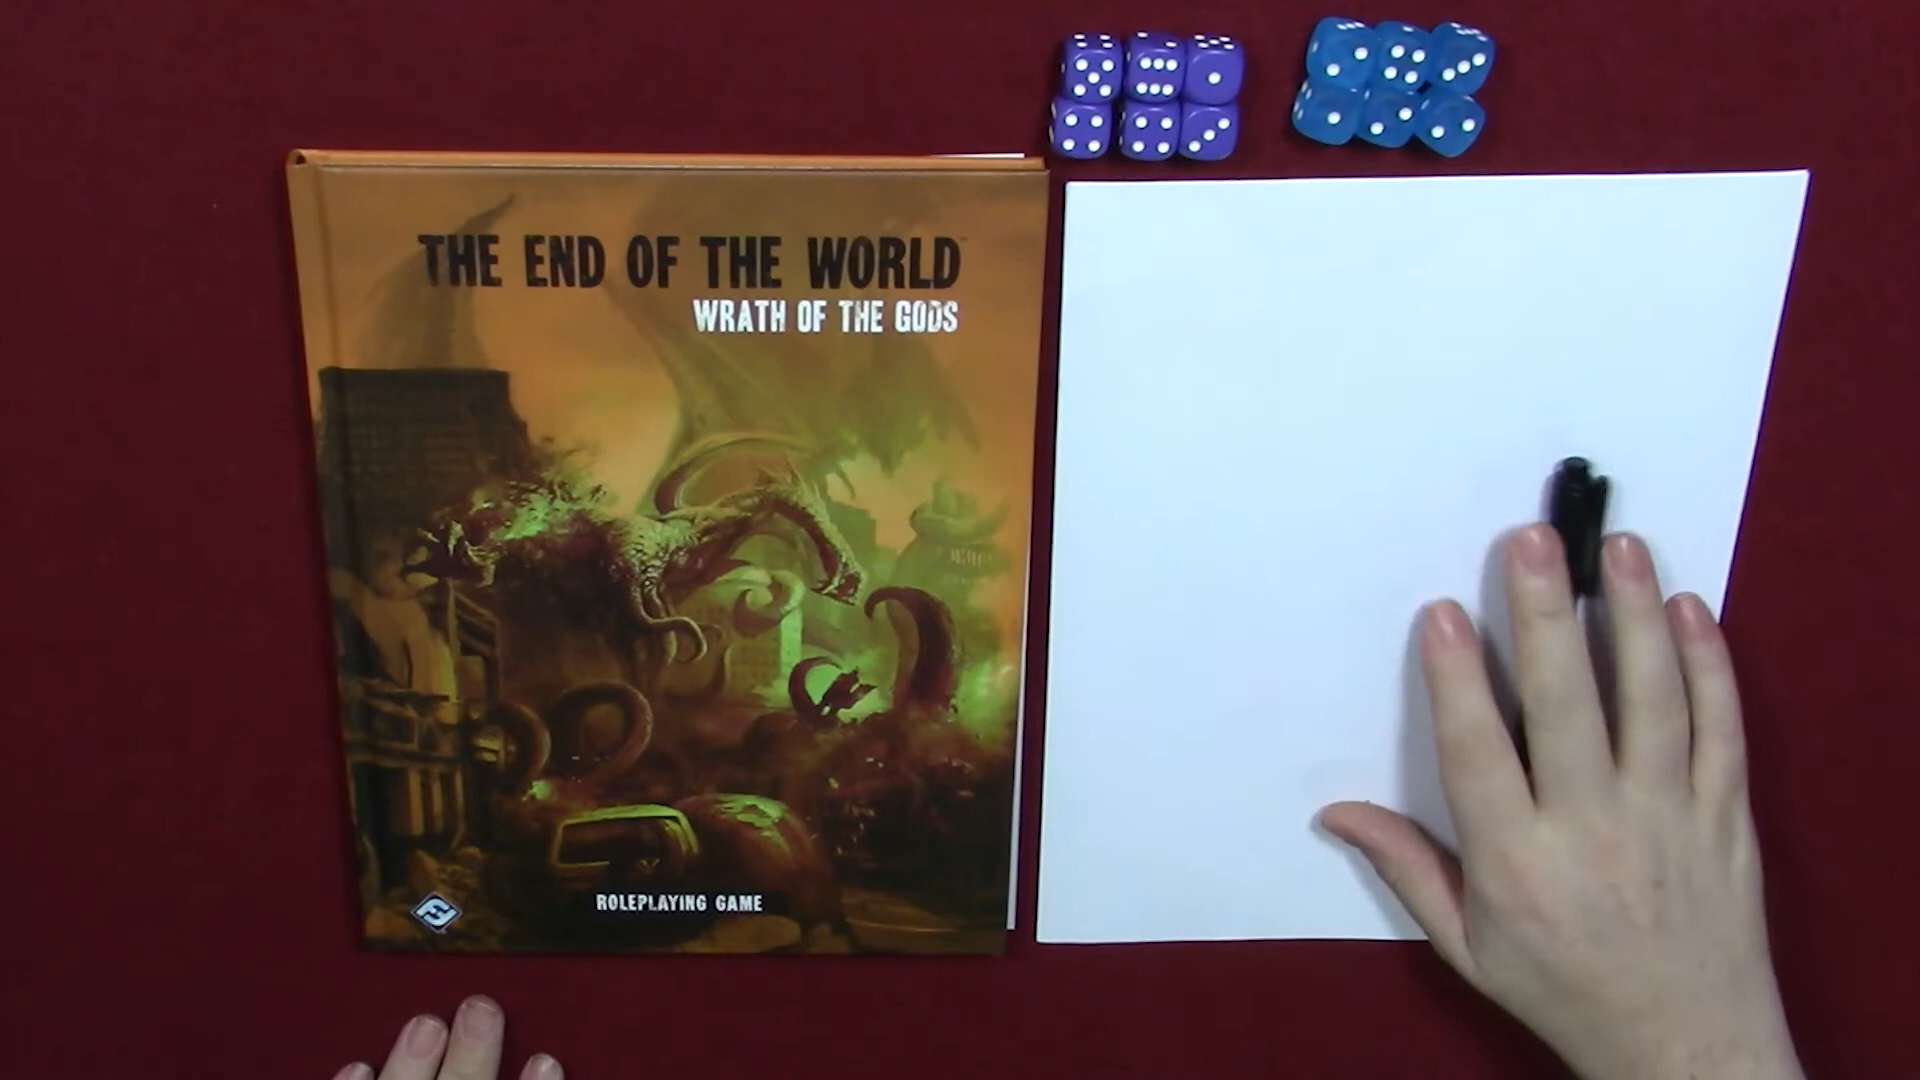 THE END OF THE WORLD
WRATH OF THE GODS
ROLEPLAYING GAME